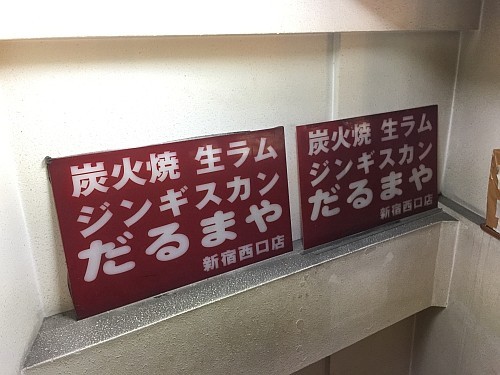 炭火焼 生ラム
ジンギスカン
だるまや
新宿西口店
炭火焼 生ラム
ジンギスカン
だるまや
新宿西口店